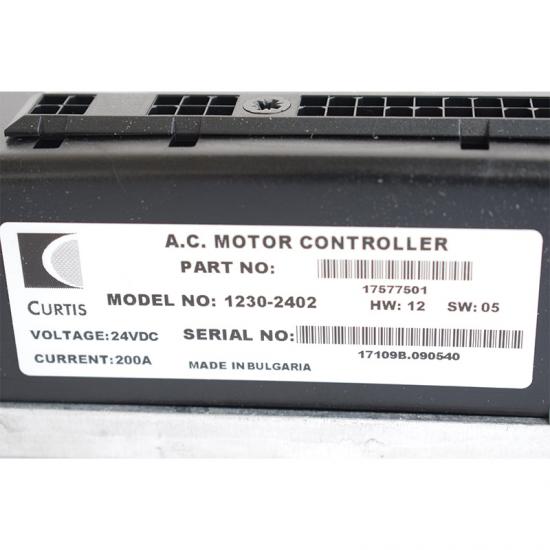 A.C. MOTOR CONTROLLER
PART NO:
17577501
CURTIS
MODEL NO: 1230-2402
HW: 12 SW: 05
VOLTAGE:24VDC
SERIAL NO:
17109B.090540
CURRENT:200A
MADE IN BULGARIA